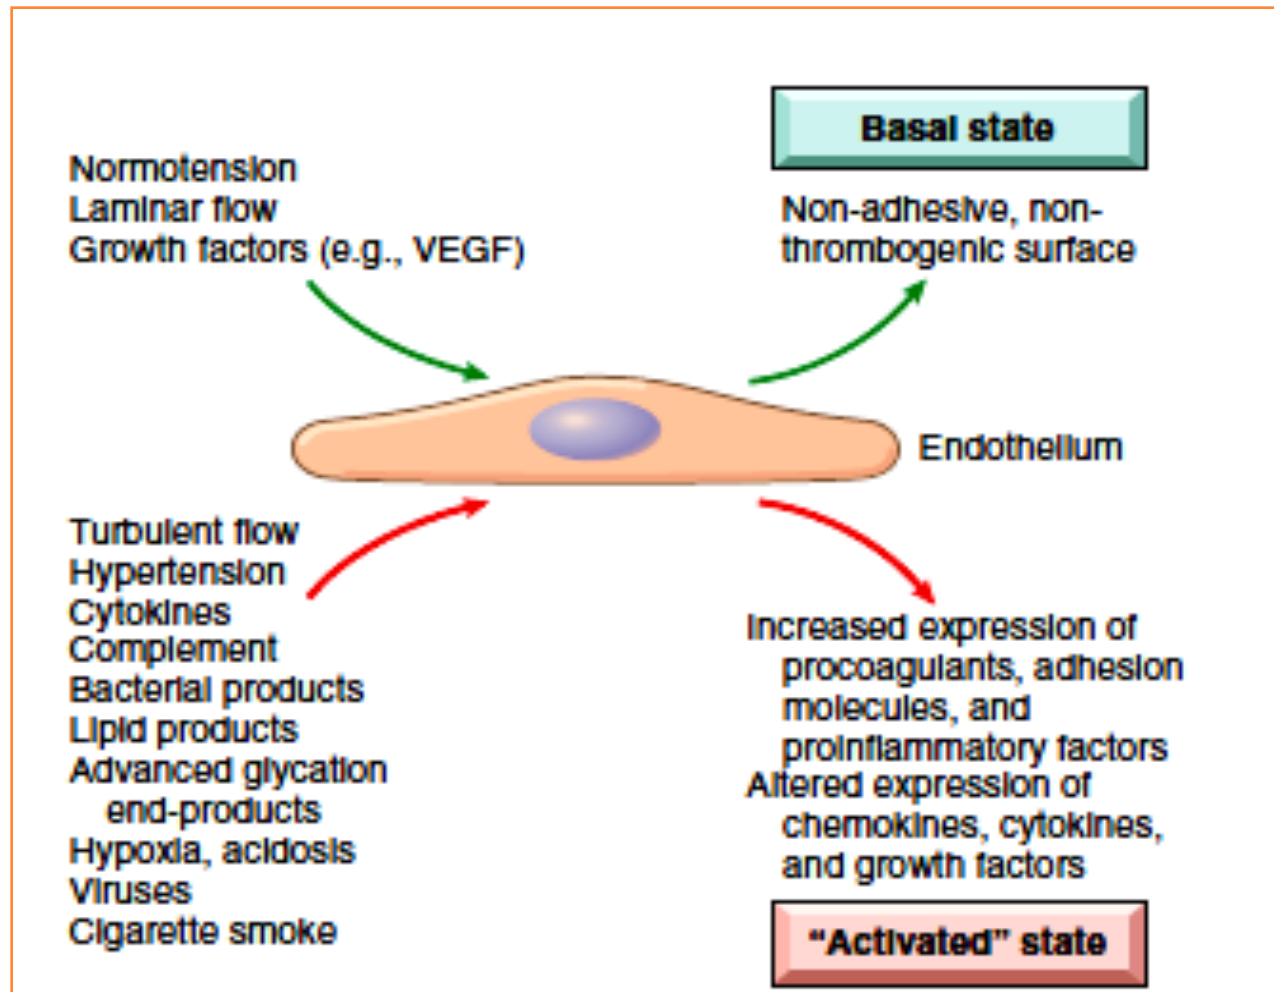 Basal state
Normotension
Laminar flow
Growth factors (e.g., VEGF)
Non-adhesive, non-
thrombogenic surface
Endothelium
Turbulent flow
Hypertension
Cytokines
Complement
Bacterial products
Lipid products
Advanced glycation
end-products
Hypoxia, acidosis
Viruses
Cigarette smoke
Increased expression of
procoagulants, adhesion
molecules, and
proinflammatory factors
Altered expression of
chemokines, cytokines,
and growth factors
“Activated” state